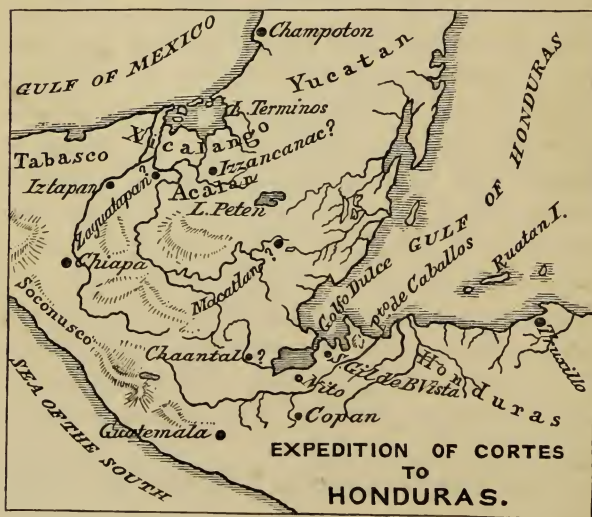 GULF OF MEXICO
Champoton
Yucatan
L. Terminos
Xicalango
Tabasco
Izzancanac?
Iztapan
Zaguatapan?
Acalan
L. Peten
GULF OF HONDURAS
Ruatan I.
Chiapa
Macatlang?
Golfo Dulce
Pto de Caballos
Soconusco
Truxillo
Chaantal?
S. Gil de B. Vista
Honduras
Nito
Copan
Guatemala
SEA OF THE SOUTH
EXPEDITION OF CORTES
TO
HONDURAS.